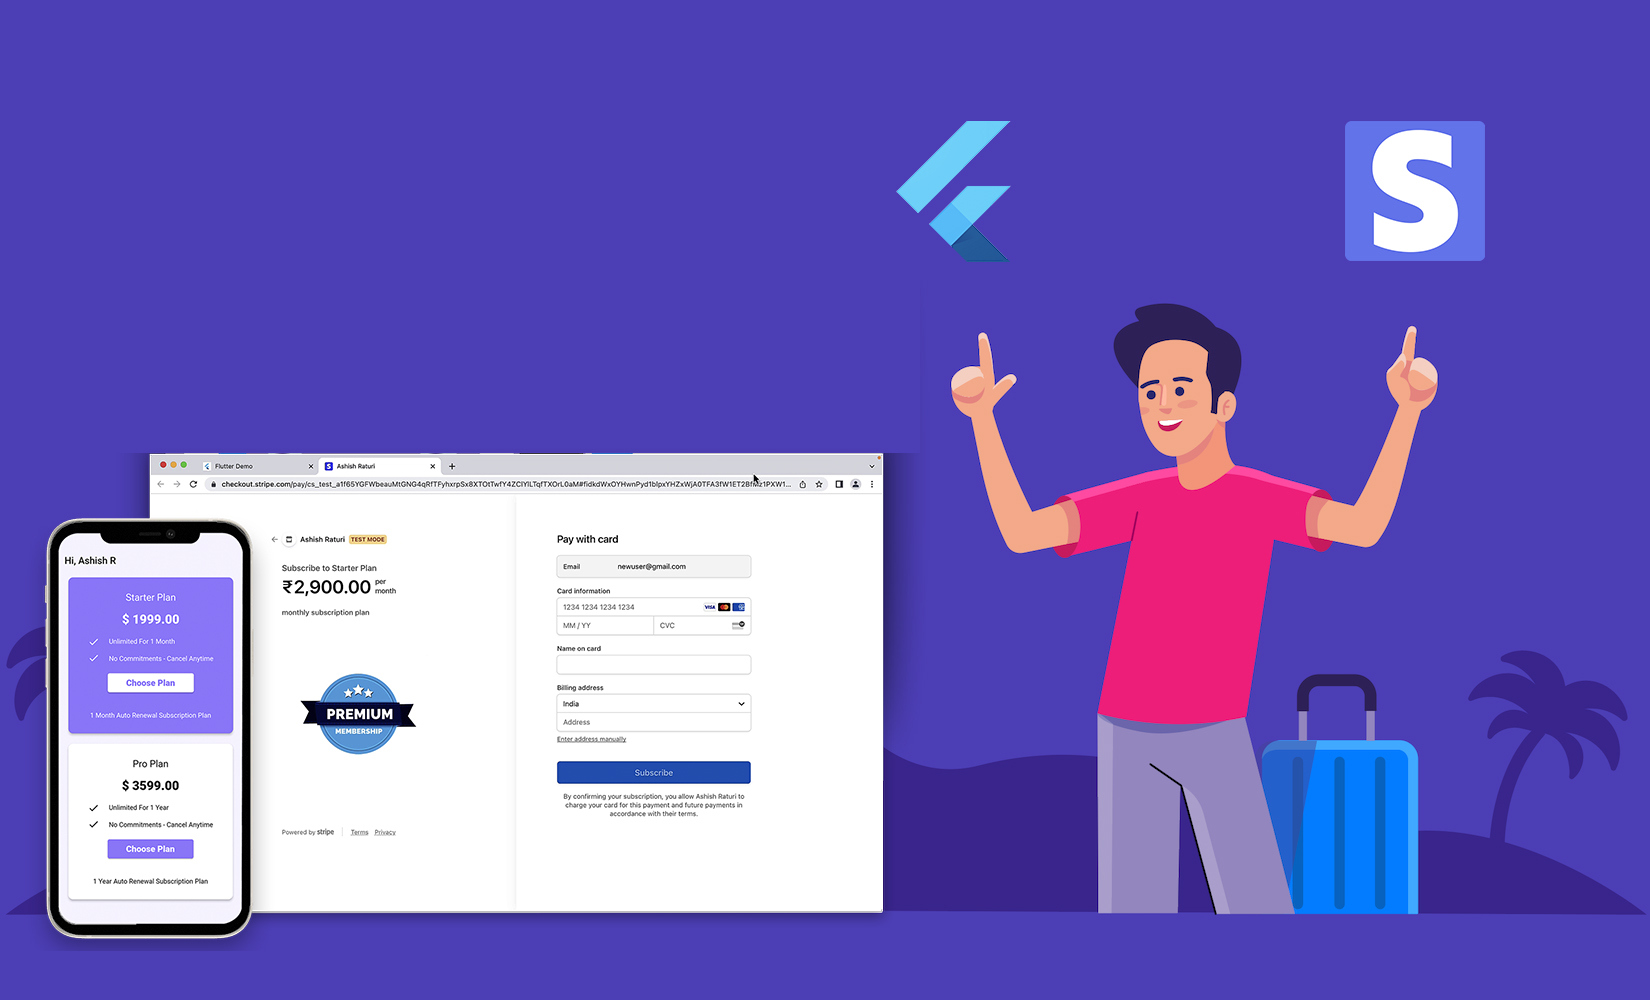 S
Flutter Demo
Ashish Raturi
checkout.stripe.com/pay/
Ashish Raturi TEST MODE
Subscribe to Starter Plan
₹2,900.00 per month
monthly subscription plan
PREMIUM
MEMBERSHIP
Powered by stripe Terms Privacy
Pay with card
Email newuser@gmail.com
Card information
1234 1234 1234 1234 VISA
MM / YY CVC
Name on card
Billing address
India
Address
Enter address manually
Subscribe
By confirming your subscription, you allow Ashish Raturi to
charge your card for this payment and future payments in
accordance with their terms.
Hi, Ashish R
Starter Plan
$ 1999.00
Unlimited For 1 Month
No Commitments - Cancel Anytime
Choose Plan
1 Month Auto Renewal Subscription Plan
Pro Plan
$ 3599.00
Unlimited For 1 Year
No Commitments - Cancel Anytime
Choose Plan
1 Year Auto Renewal Subscription Plan